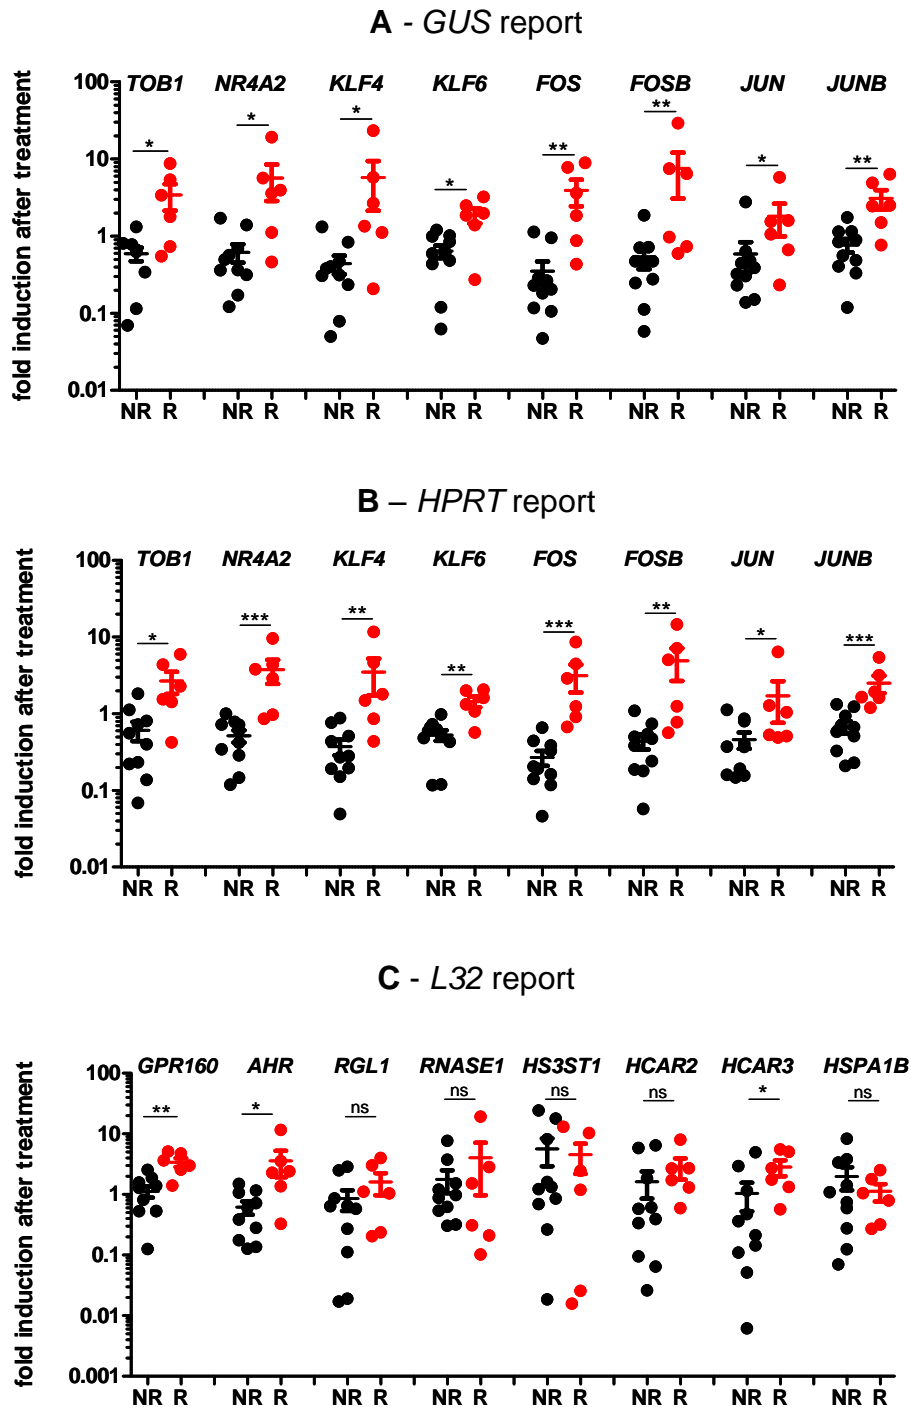 A - GUS report
TOB1 NR4A2 KLF4 KLF6 FOS FOSB JUN JUNB
fold induction after treatment
100
10
1
0.1
0.01
* * * * ** ** * **
NR R NR R NR R NR R NR R NR R NR R NR R
B – HPRT report
TOB1 NR4A2 KLF4 KLF6 FOS FOSB JUN JUNB
fold induction after treatment
100
10
1
0.1
0.01
* *** ** ** *** ** * ***
NR R NR R NR R NR R NR R NR R NR R NR R
C - L32 report
GPR160 AHR RGL1 RNASE1 HS3ST1 HCAR2 HCAR3 HSPA1B
fold induction after treatment
100
10
1
0.1
0.01
0.001
** * ns ns ns ns * ns
NR R NR R NR R NR R NR R NR R NR R NR R